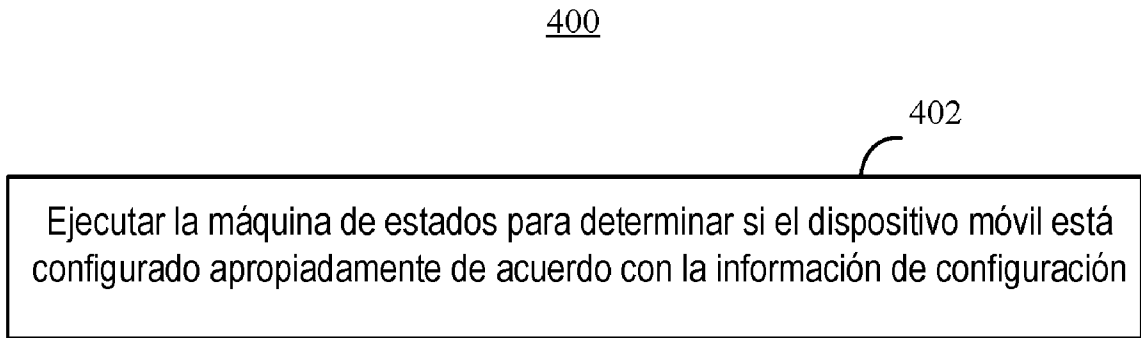 400
402
Ejecutar la máquina de estados para determinar si el dispositivo móvil está
configurado apropiadamente de acuerdo con la información de configuración